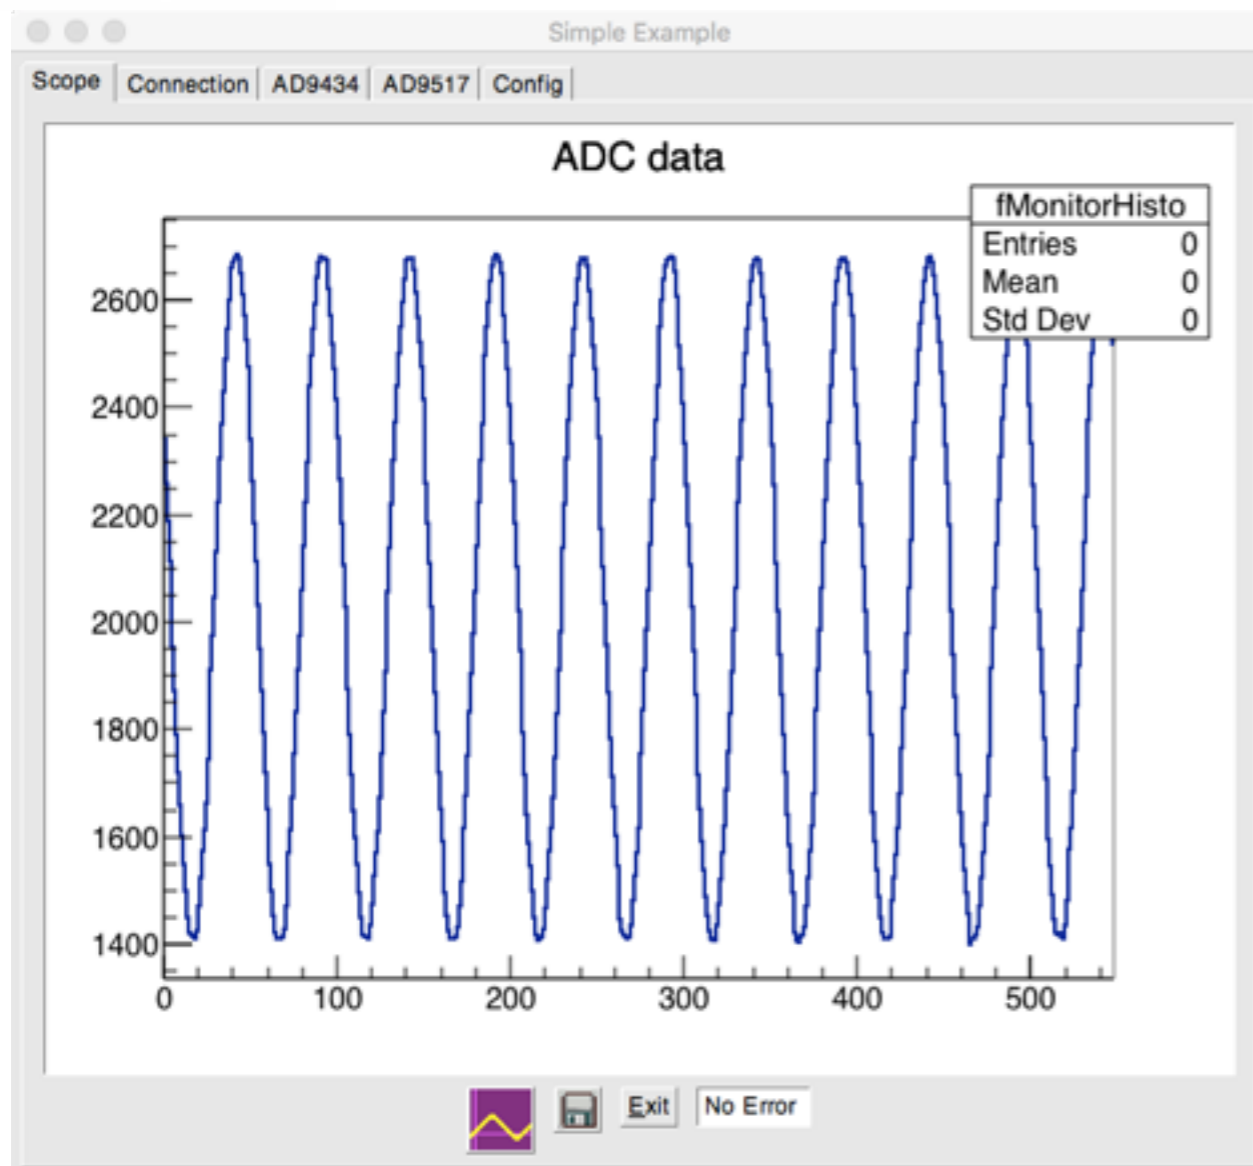 Simple Example
Scope Connection AD9434 AD9517 Config
ADC data
fMonitorHisto
Entries 0
Mean 0
Std Dev 0
2600
2400
2200
2000
1800
1600
1400
0 100 200 300 400 500
Exit No Error